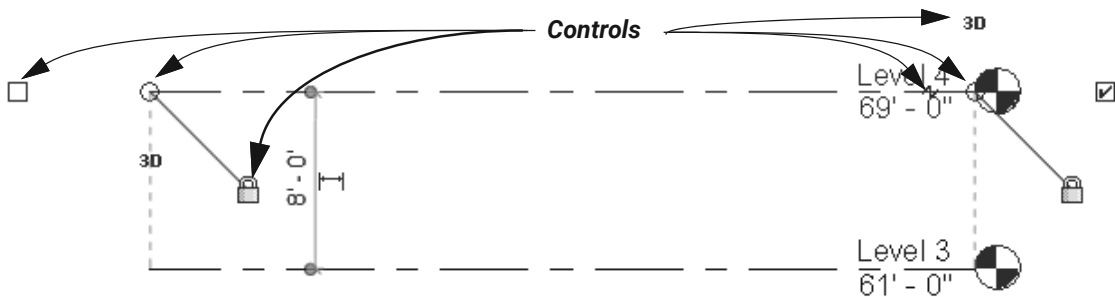 Controls
3D
Level 4
69' - 0"
3D
8' - 0'
Level 3
61' - 0"